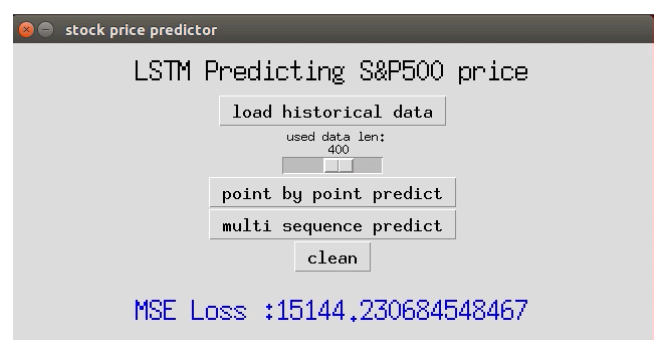 stock price predictor
LSTM Predicting S&P500 price
load historical data
used data len:
400
point by point predict
multi sequence predict
clean
MSE Loss :15144.230684548467